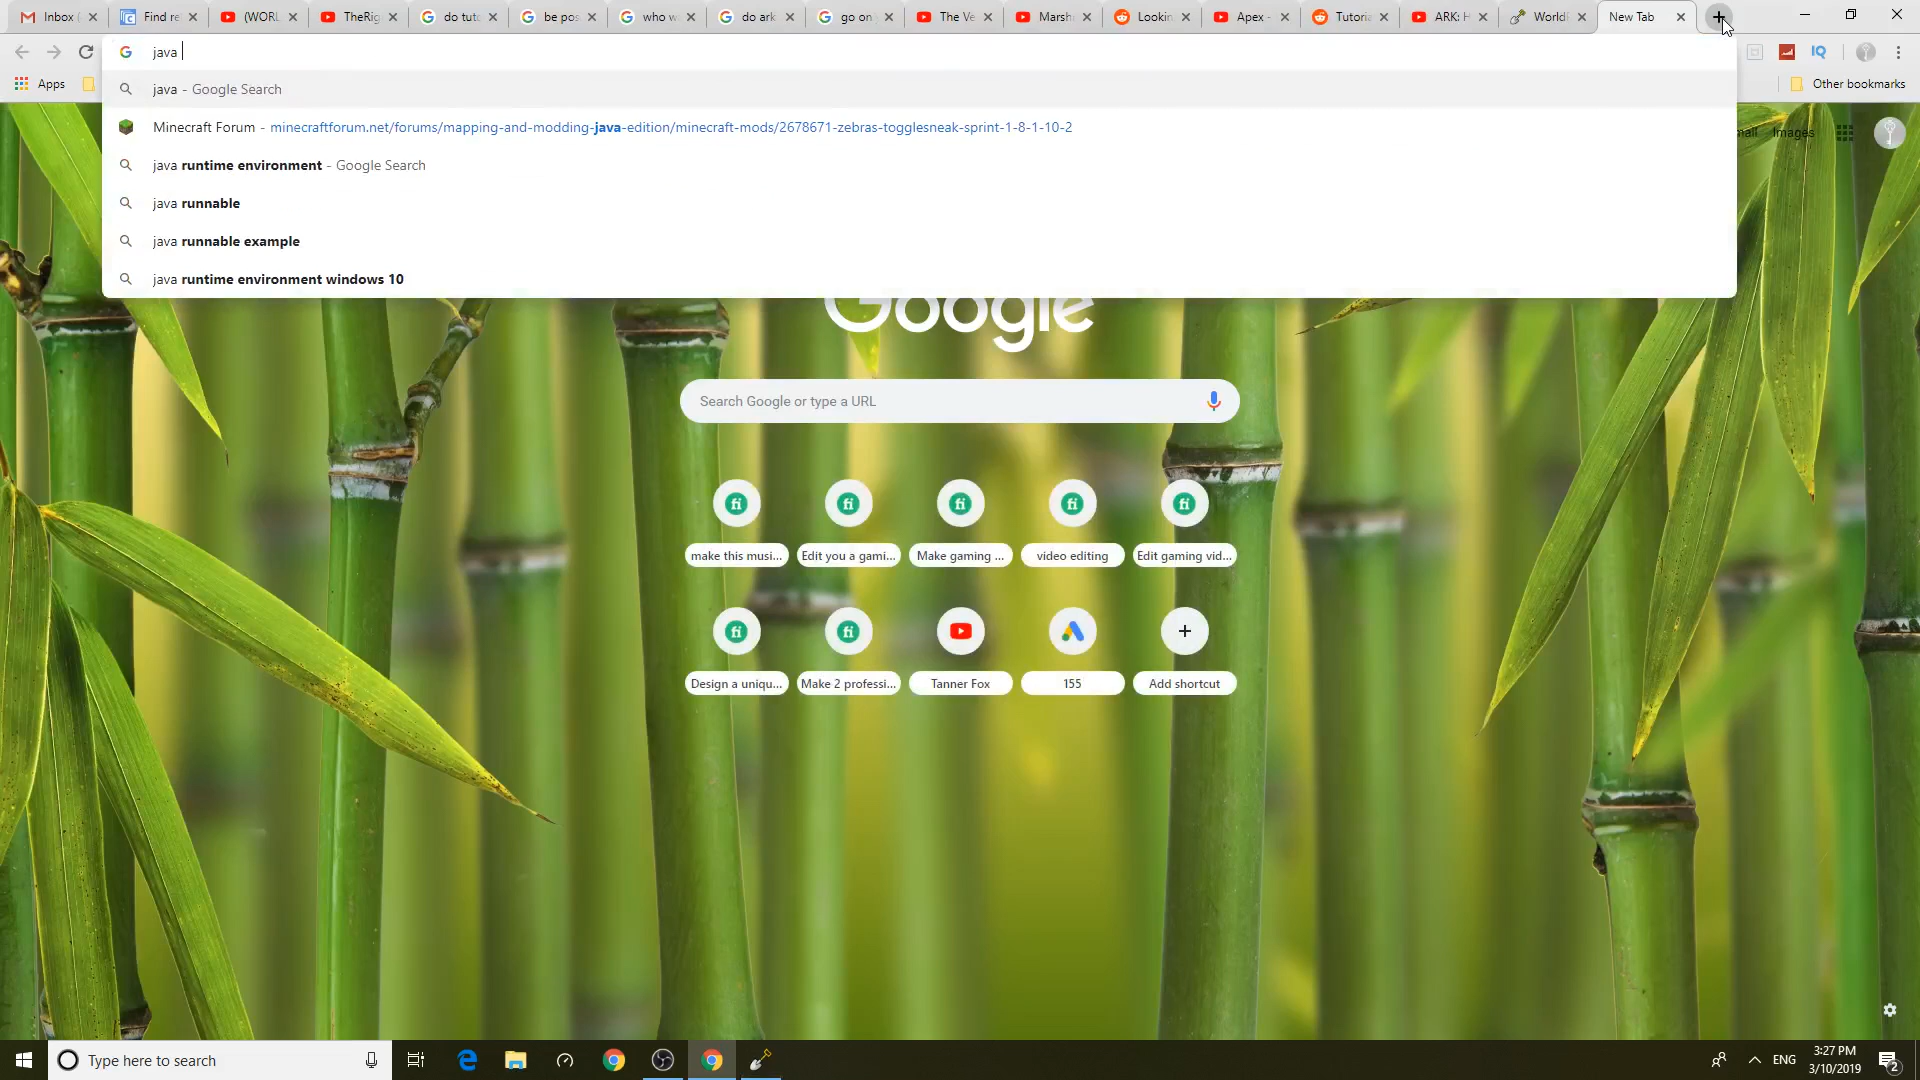 Inbox (
Find re
(WORL
TheRig
do tuto
be pos
who w
do ark
go on
The Ve
Marsh
Lookin
Apex -
Tutoria
ARK: H
World
New Tab
java
Apps
Other bookmarks
java - Google Search
Minecraft Forum - minecraftforum.net/forums/mapping-and-modding-java-edition/minecraft-mods/2678671-zebras-togglesneak-sprint-1-8-1-10-2
java runtime environment - Google Search
java runnable
java runnable example
java runtime environment windows 10
mail Images
Google
Search Google or type a URL
make this musi...
Edit you a gami...
Make gaming ...
video editing
Edit gaming vid...
Design a uniqu...
Make 2 professi...
Tanner Fox
155
Add shortcut
Type here to search
ENG
3:27 PM
3/10/2019
2